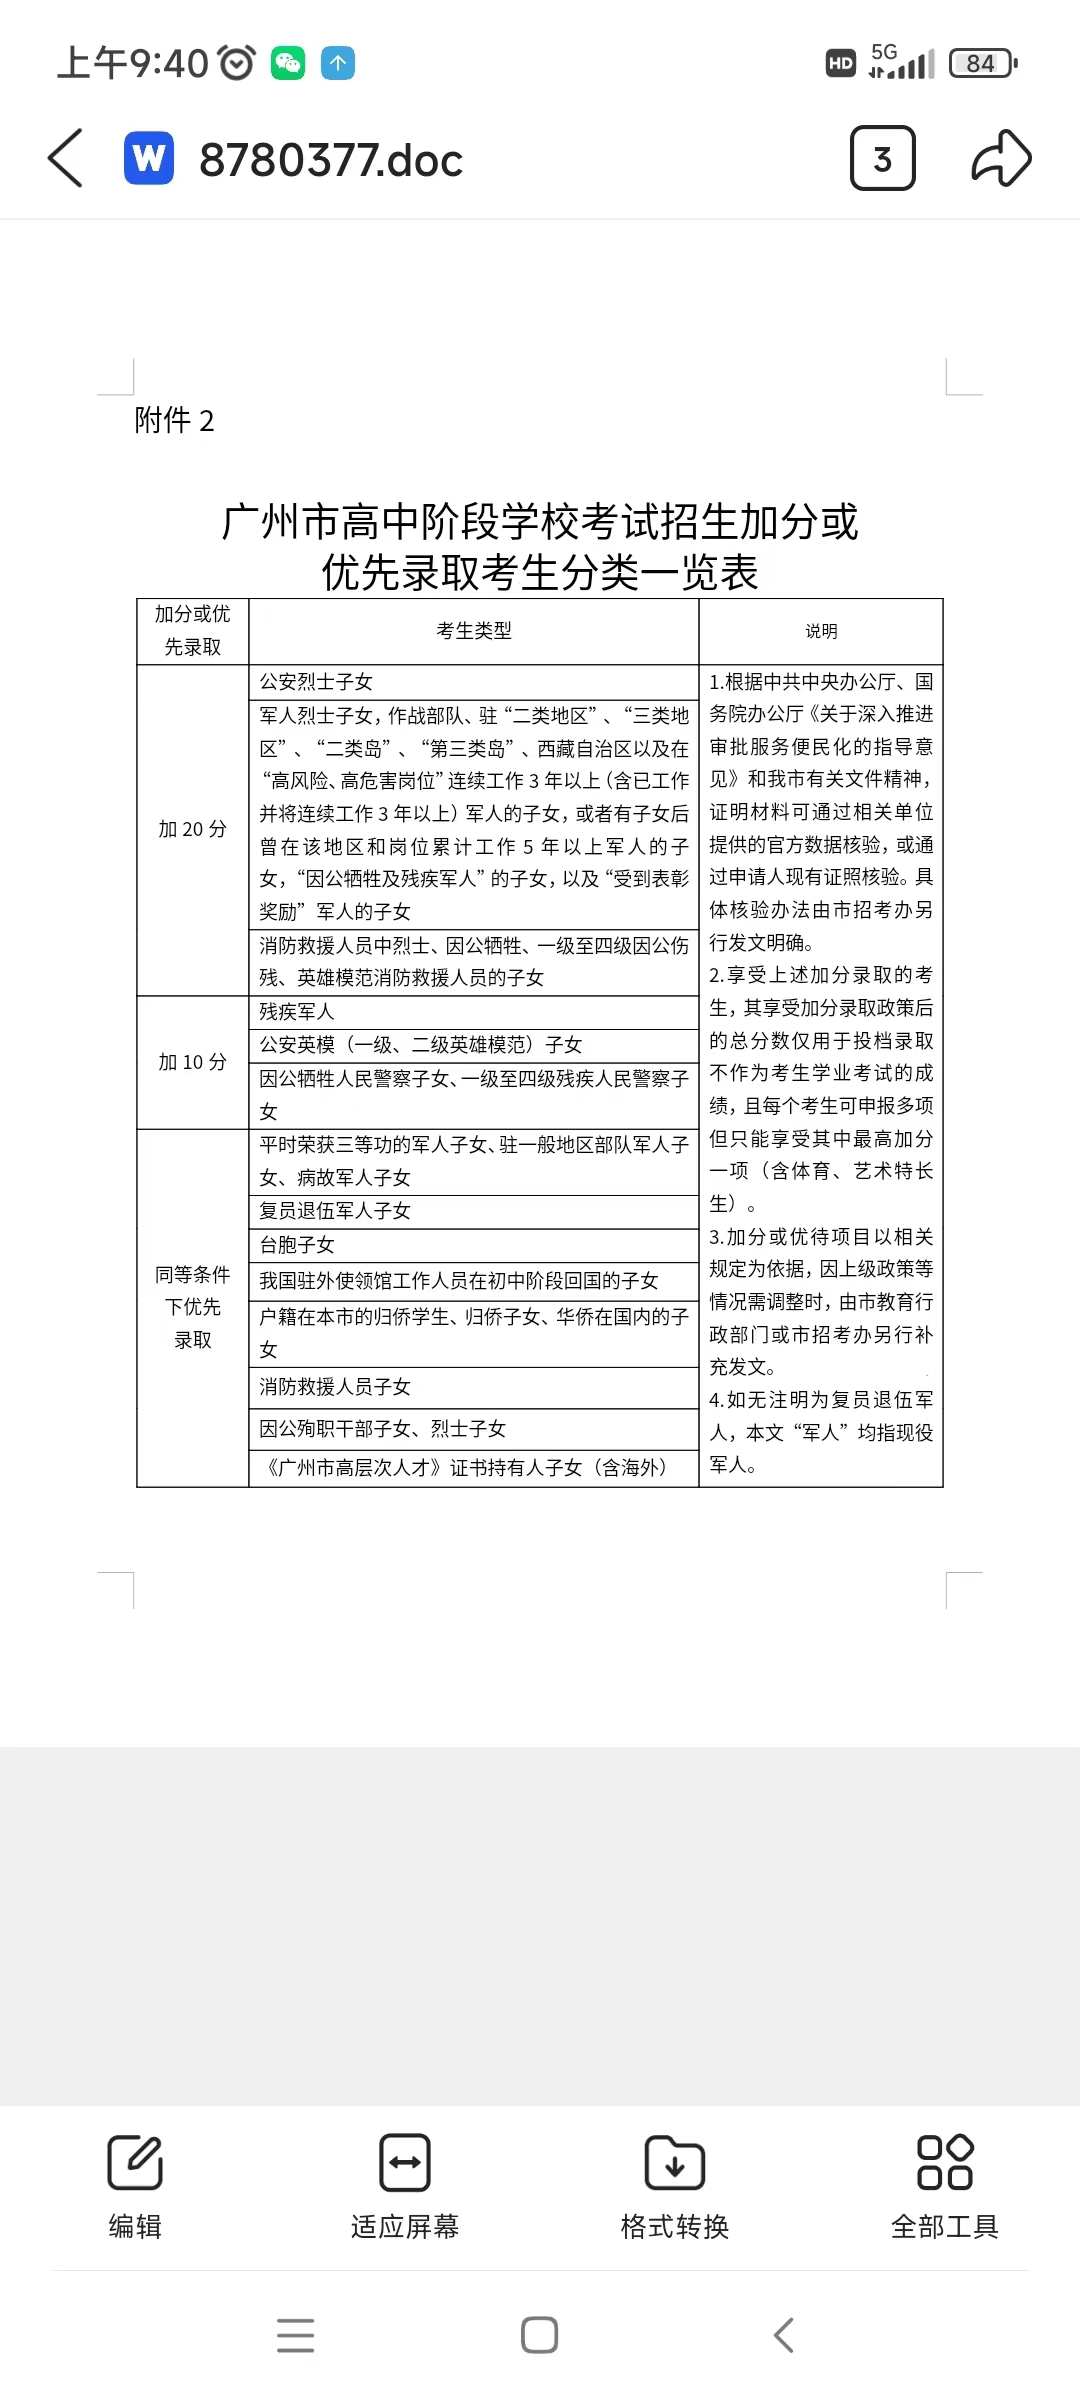 上午9:40
HD 5G 84
W 8780377.doc 3
附件 2
广州市高中阶段学校考试招生加分或
优先录取考生分类一览表
加分或优
先录取
考生类型
说明
加 20 分
公安烈士子女
军人烈士子女，作战部队、驻“二类地区”、“三类地
区”、“二类岛”、“第三类岛”、西藏自治区以及在
“高风险、高危害岗位”连续工作 3 年以上（含已工作
并将连续工作 3 年以上）军人的子女，或者有子女后
曾在该地区和岗位累计工作 5 年以上军人的子
女，“因公牺牲及残疾军人”的子女，以及“受到表彰
奖励”军人的子女
消防救援人员中烈士、因公牺牲、一级至四级因公伤
残、英雄模范消防救援人员的子女
加 10 分
残疾军人
公安英模（一级、二级英雄模范）子女
因公牺牲人民警察子女、一级至四级残疾人民警察子
女
同等条件
下优先
录取
平时荣获三等功的军人子女、驻一般地区部队军人子
女、病故军人子女
复员退伍军人子女
台胞子女
我国驻外使领馆工作人员在初中阶段回国的子女
户籍在本市的归侨学生、归侨子女、华侨在国内的子
女
消防救援人员子女
因公殉职干部子女、烈士子女
《广州市高层次人才》证书持有人子女（含海外）
1.根据中共中央办公厅、国
务院办公厅《关于深入推进
审批服务便民化的指导意
见》和我市有关文件精神，
证明材料可通过相关单位
提供的官方数据核验，或通
过申请人现有证照核验。具
体核验办法由市招考办另
行发文明确。
2.享受上述加分录取的考
生，其享受加分录取政策后
的总分数仅用于投档录取
不作为考生学业考试的成
绩，且每个考生可申报多项
但只能享受其中最高加分
一项（含体育、艺术特长
生）。
3.加分或优待项目以相关
规定为依据，因上级政策等
情况需调整时，由市教育行
政部门或市招考办另行补
充发文。
4.如无注明为复员退伍军
人，本文“军人”均指现役
军人。
编辑
适应屏幕
格式转换
全部工具